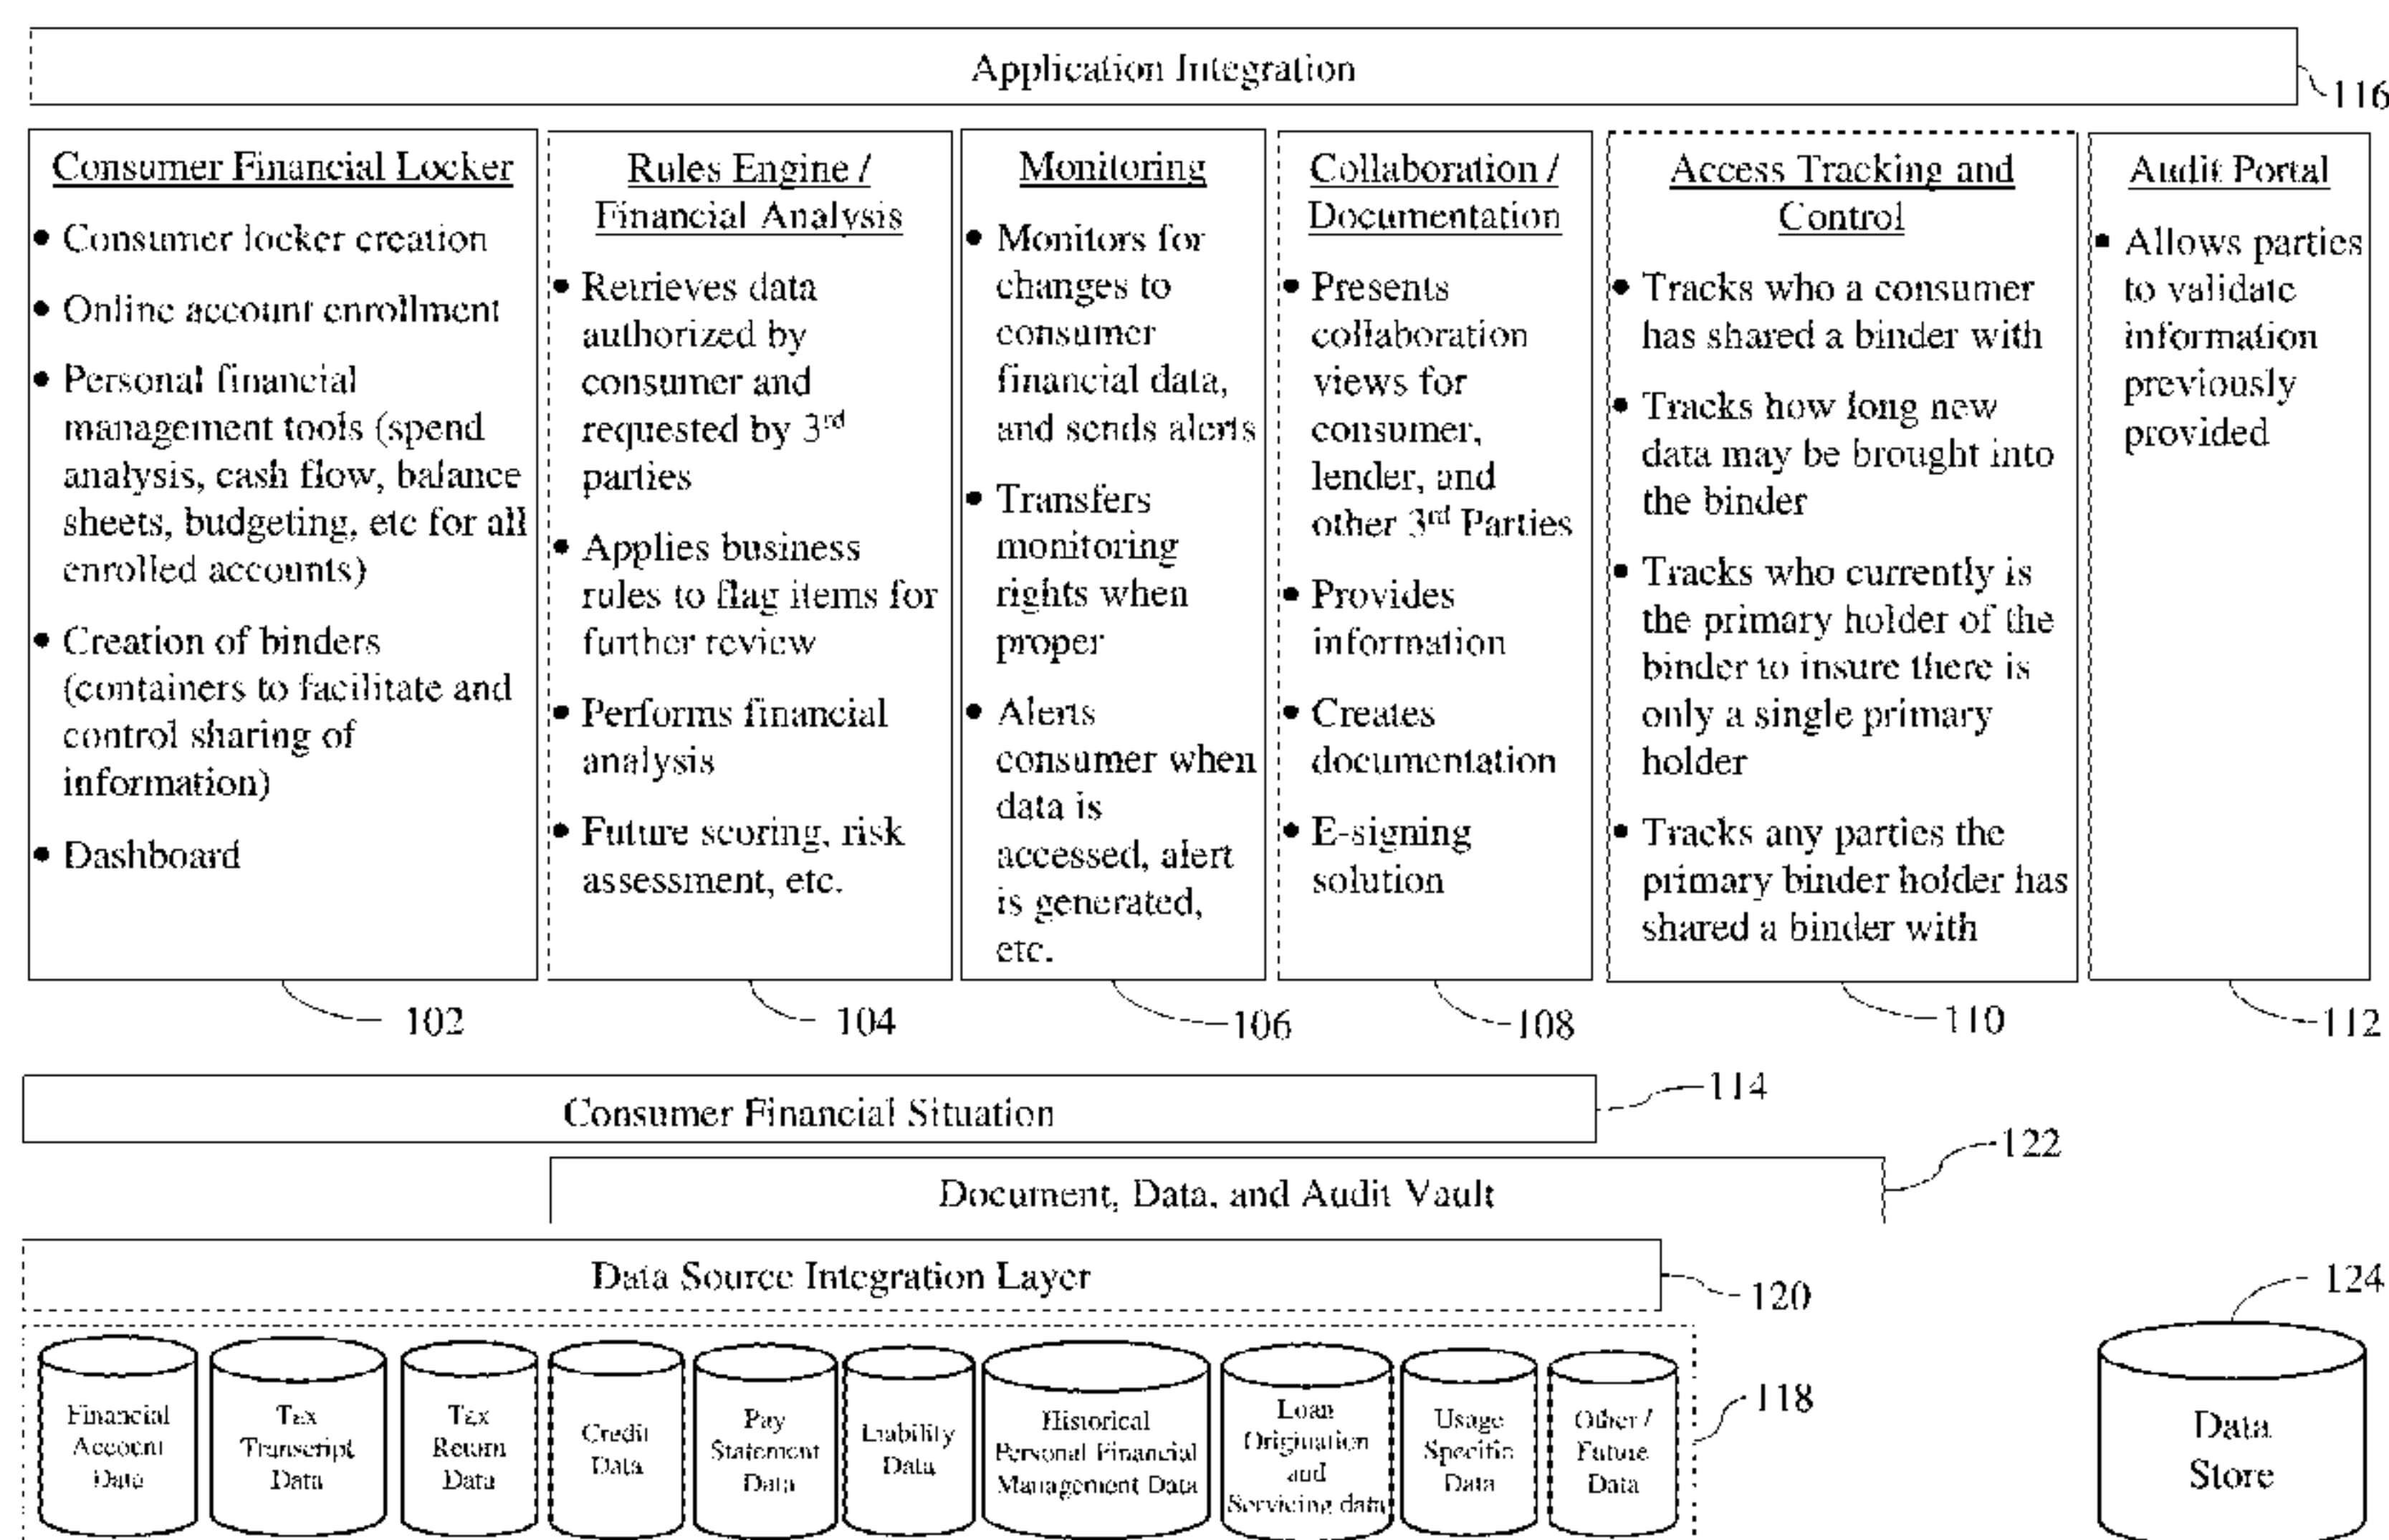 Application Integration
116
Consumer Financial Locker
• Consumer locker creation
• Online account enrollment
• Personal financial
management tools (spend
analysis, cash flow, balance
sheets, budgeting, etc for all
enrolled accounts)
• Creation of binders
(containers to facilitate and
control sharing of
information)
• Dashboard
102
Rules Engine /
Financial Analysis
• Retrieves data
authorized by
consumer and
requested by 3rd
parties
• Applies business
rules to flag items for
further review
• Performs financial
analysis
• Future scoring, risk
assessment, etc.
104
Monitoring
• Monitors for
changes to
consumer
financial data,
and sends alerts
• Transfers
monitoring
rights when
proper
• Alerts
consumer when
data is
accessed, alert
is generated,
etc.
106
Collaboration /
Documentation
• Presents
collaboration
views for
consumer,
lender, and
other 3rd Parties
• Provides
information
• Creates
documentation
• E-signing
solution
108
Access Tracking and
Control
• Tracks who a consumer
has shared a binder with
• Tracks how long new
data may be brought into
the binder
• Tracks who currently is
the primary holder of the
binder to insure there is
only a single primary
holder
• Tracks any parties the
primary binder holder has
shared a binder with
110
Audit Portal
• Allows parties
to validate
information
previously
provided
112
Consumer Financial Situation
114
Document, Data, and Audit Vault
122
Data Source Integration Layer
120
Financial
Account
Data
Tax
Transcript
Data
Tax
Return
Data
Credit
Data
Pay
Statement
Data
Liability
Data
Historical
Personal Financial
Management Data
Loan
Origination
and
Servicing data
Usage
Specific
Data
Other /
Future
Data
118
124
Data
Store